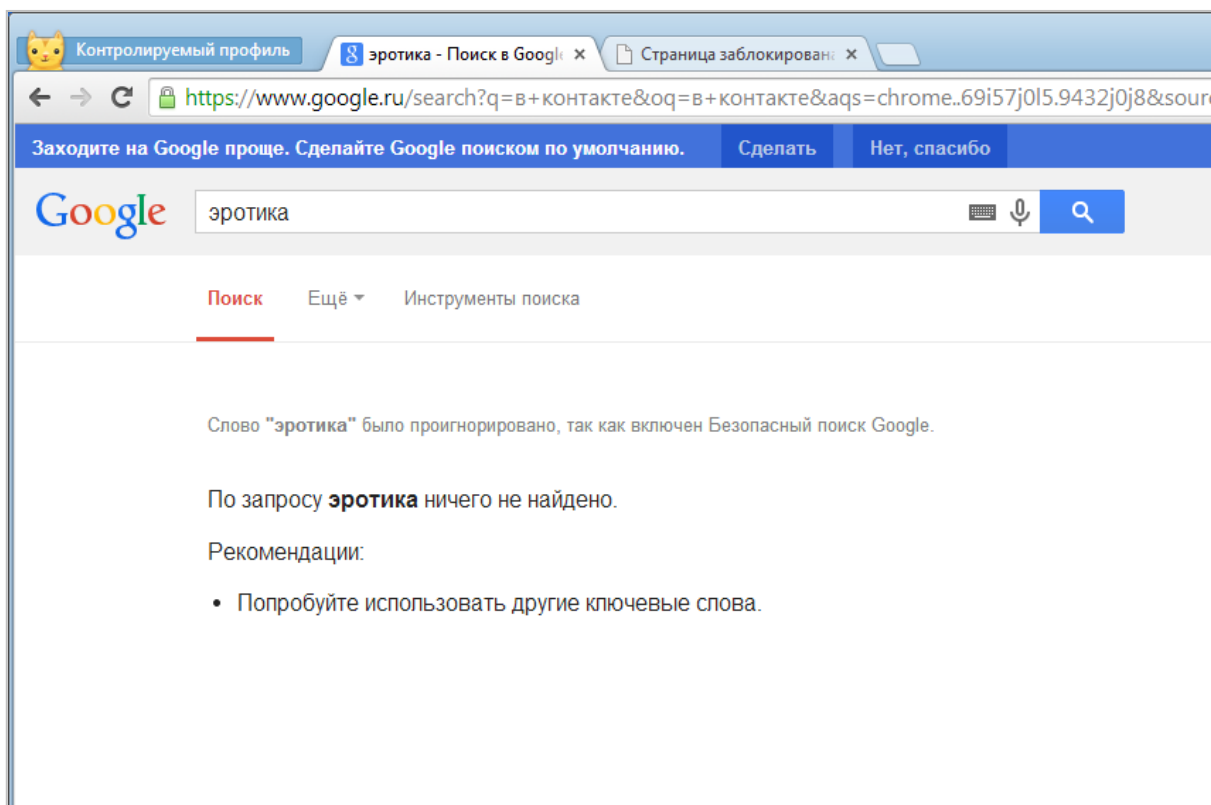 Контролируемый профиль
эротика - Поиск в Google
Страница заблокирована
https://www.google.ru/search?q=в+контакте&oq=в+контакте&aqs=chrome..69i57j0l5.9432j0j8&sour
Заходите на Google проще. Сделайте Google поиском по умолчанию. Сделать Нет, спасибо
Google эротика
Поиск Ещё Инструменты поиска
Слово "эротика" было проигнорировано, так как включен Безопасный поиск Google.
По запросу эротика ничего не найдено.
Рекомендации:
• Попробуйте использовать другие ключевые слова.